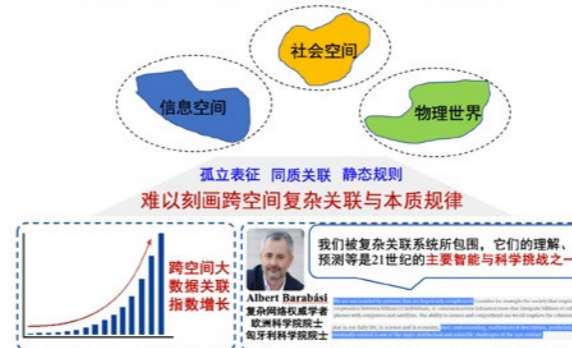 社会空间
信息空间
物理世界
孤立表征 同质关联 静态规则
难以刻画跨空间复杂关联与本质规律
跨空间大
数据关联
指数增长
Albert Barabási
复杂网络权威学者
欧洲科学院院士
匈牙利科学院院士
我们被复杂关联系统所包围，它们的理解、
预测等是21世纪的主要智能与科学挑战之一